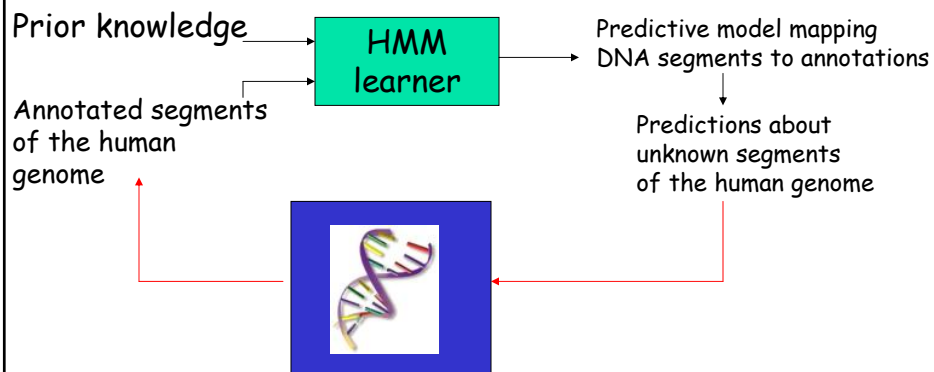 Prior knowledge
HMM
learner
Predictive model mapping
DNA segments to annotations
Annotated segments
of the human
genome
Predictions about
unknown segments
of the human genome